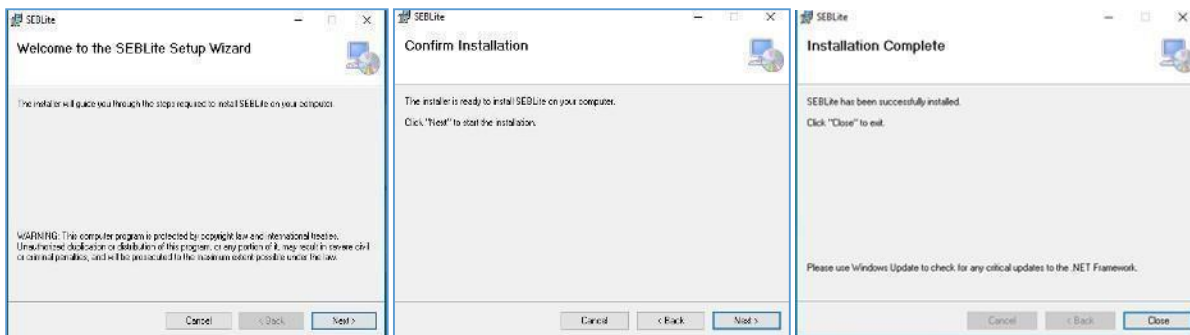 SEBLite
Welcome to the SEBLite Setup Wizard
The installer will guide you through the steps required to install SEBLite on your computer.
WARNING: This computer program is protected by copyright law and international treaties.
Unauthorized duplication or distribution of this program, or any portion of it, may result in severe civil
or criminal penalties, and will be prosecuted to the maximum extent possible under the law.
Cancel
< Back
Next >
SEBLite
Confirm Installation
The installer is ready to install SEBLite on your computer.
Click "Next" to start the installation.
Cancel
< Back
Next >
SEBLite
Installation Complete
SEBLite has been successfully installed.
Click "Close" to exit.
Please use Windows Update to check for any critical updates to the .NET Framework.
Cancel
< Back
Close